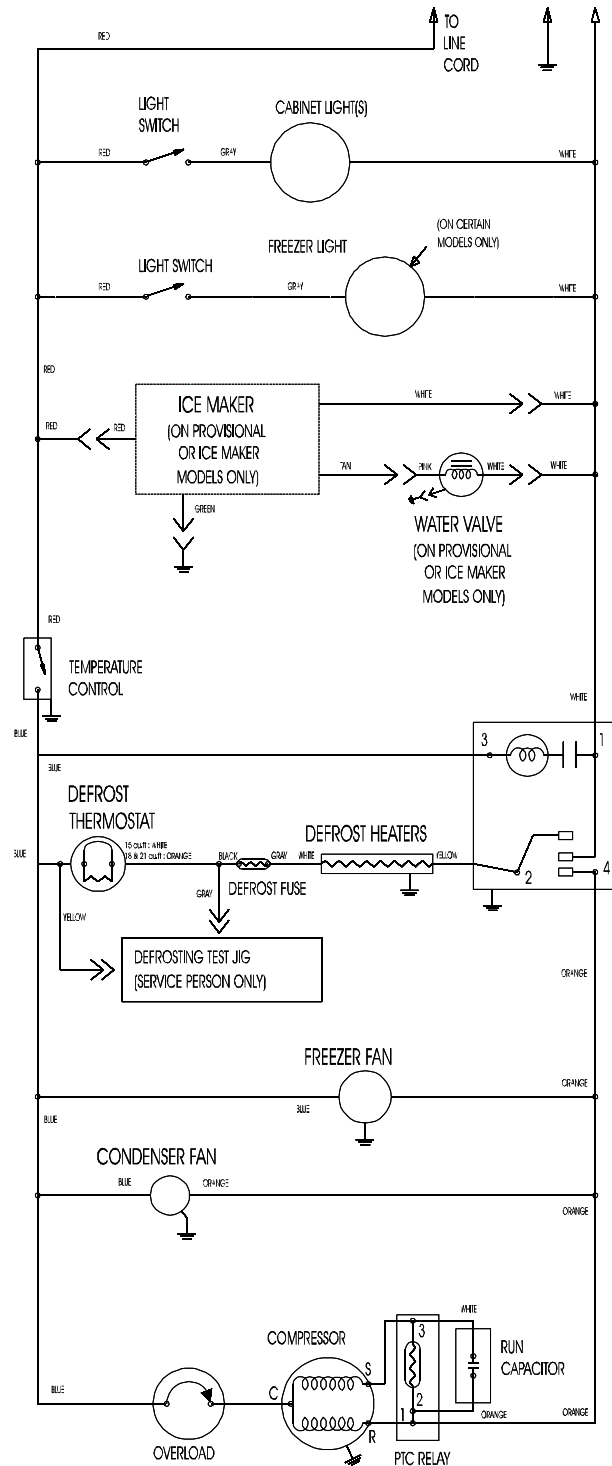 RED
TO
LINE
CORD
LIGHT
SWITCH
CABINET LIGHT(S)
RED
GRAY
WHITE
(ON CERTAIN
MODELS ONLY)
FREEZER LIGHT
LIGHT SWITCH
RED
GRAY
WHITE
RED
ICE MAKER
(ON PROVISIONAL
OR ICE MAKER
MODELS ONLY)
WHITE
WHITE
RED
RED
TAN
PINK
WHITE
WHITE
GREEN
WATER VALVE
(ON PROVISIONAL
OR ICE MAKER
MODELS ONLY)
RED
TEMPERATURE
CONTROL
WHITE
BLUE
3
1
BLUE
DEFROST
THERMOSTAT
15 cu.ft : WHITE
18 & 21 cu.ft : ORANGE
DEFROST HEATERS
BLUE
BLACK
GRAY
WHITE
YELLOW
2
4
DEFROST FUSE
GRAY
YELLOW
DEFROSTING TEST JIG
(SERVICE PERSON ONLY)
ORANGE
FREEZER FAN
BLUE
ORANGE
BLUE
CONDENSER FAN
BLUE
ORANGE
ORANGE
WHITE
COMPRESSOR
3
RUN
CAPACITOR
S
BLUE
C
2
1
ORANGE
ORANGE
R
OVERLOAD
PTC RELAY